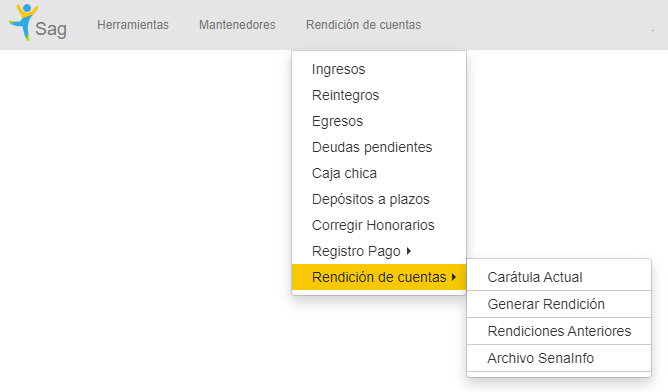 Sag
Herramientas
Mantenedores
Rendición de cuentas
.
Ingresos
Reintegros
Egresos
Deudas pendientes
Caja chica
Depósitos a plazos
Corregir Honorarios
Registro Pago
Rendición de cuentas
Carátula Actual
Generar Rendición
Rendiciones Anteriores
Archivo SenaInfo